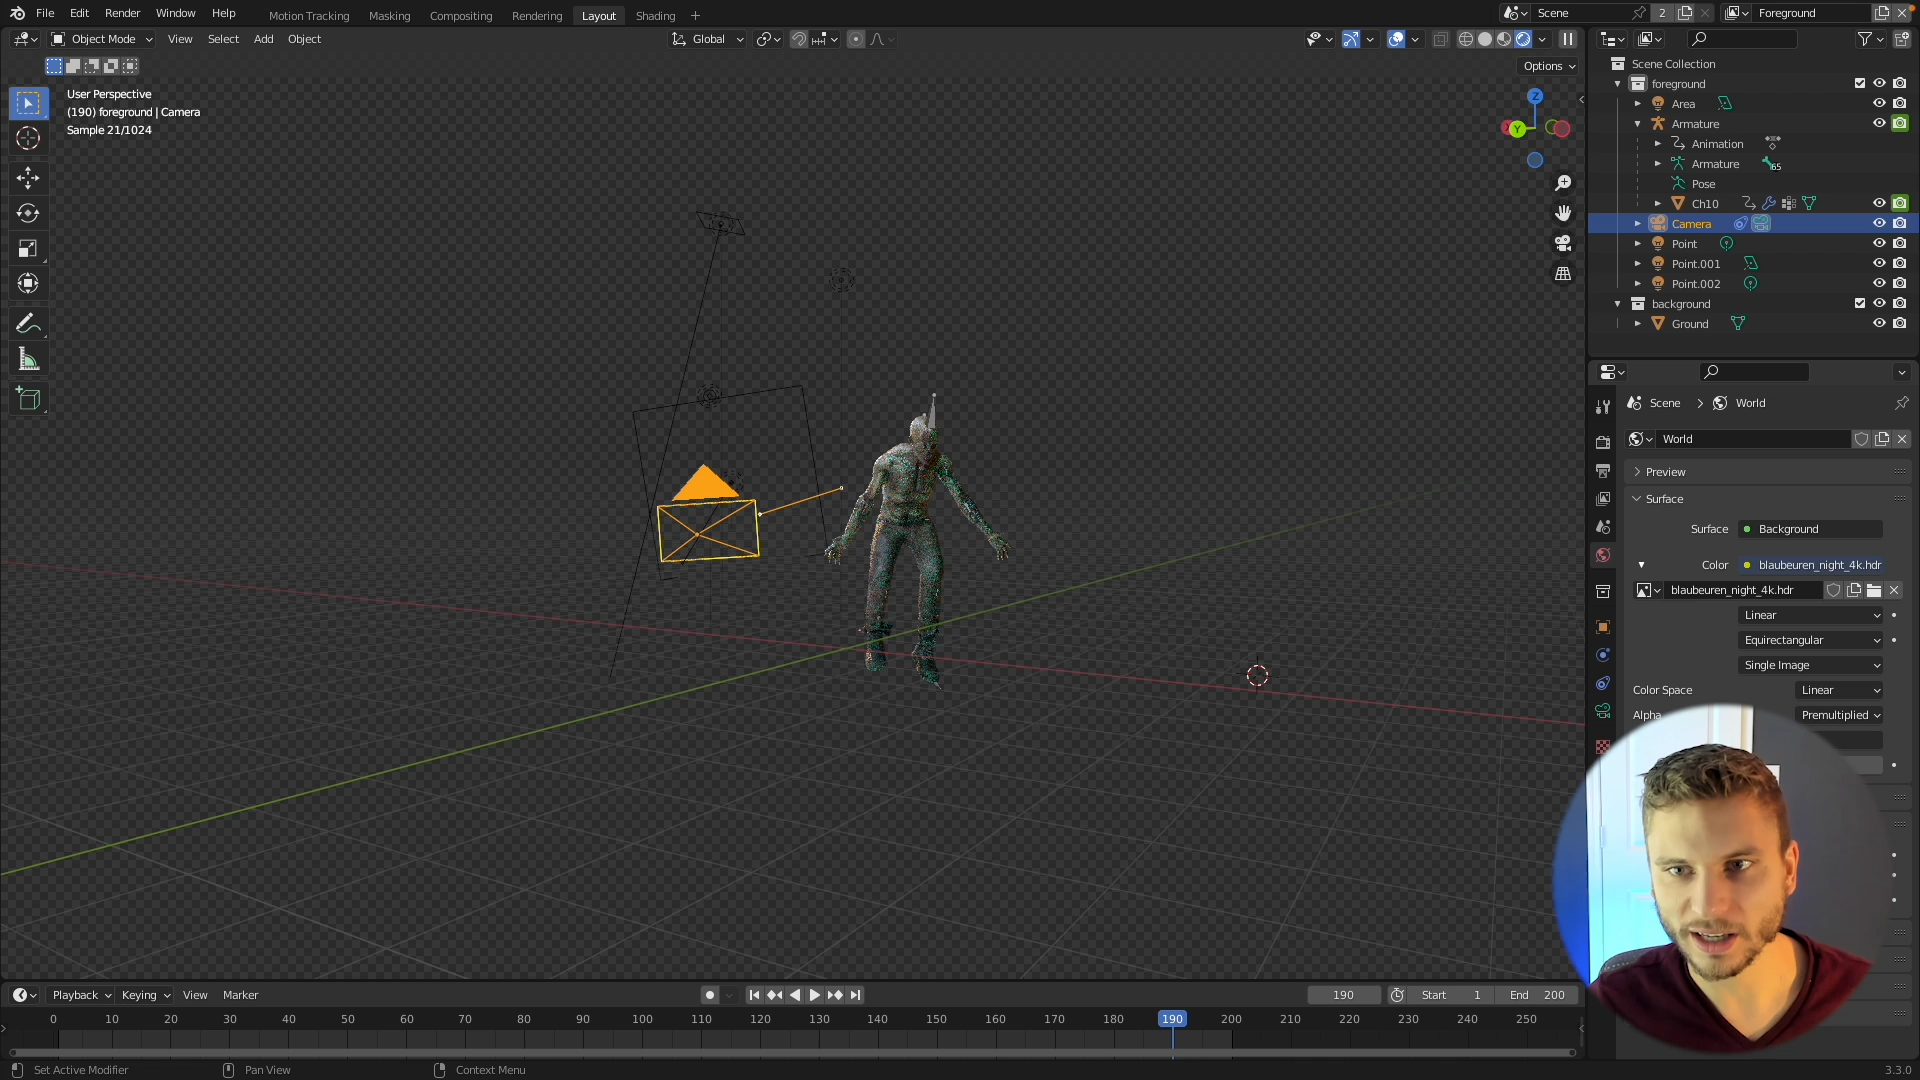 File Edit Render Window Help Motion Tracking Masking Compositing Rendering Layout Shading + Scene 2 Foreground
Object Mode View Select Add Object Global
Options
User Perspective
(190) foreground | Camera
Sample 21/1024
Z
Y
Scene Collection
foreground
Area
Armature
Animation
Armature 65
Pose
Ch10
Camera
Point
Point.001
Point.002
background
Ground
Scene > World
World
Preview
Surface
Surface Background
Color blaubeuren_night_4k.hdr
blaubeuren_night_4k.hdr
Linear
Equirectangular
Single Image
Color Space Linear
Alpha Premultiplied
Playback Keying View Marker 190 Start 1 End 200
0 10 20 30 40 50 60 70 80 90 100 110 120 130 140 150 160 170 180 190 200 210 220 230 240 250
Set Active Modifier Pan View Context Menu 3.3.0